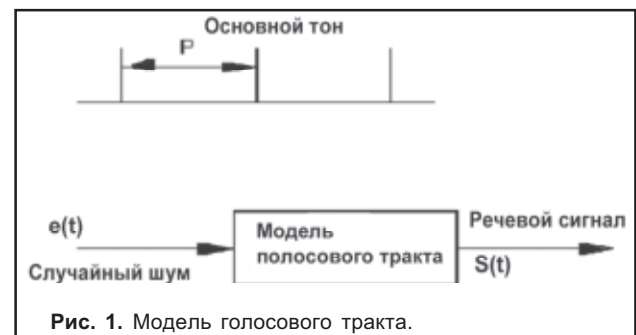 Основной тон
P
e(t)
Случайный шум
Модель
полосового тракта
Речевой сигнал
S(t)
Рис. 1. Модель голосового тракта.